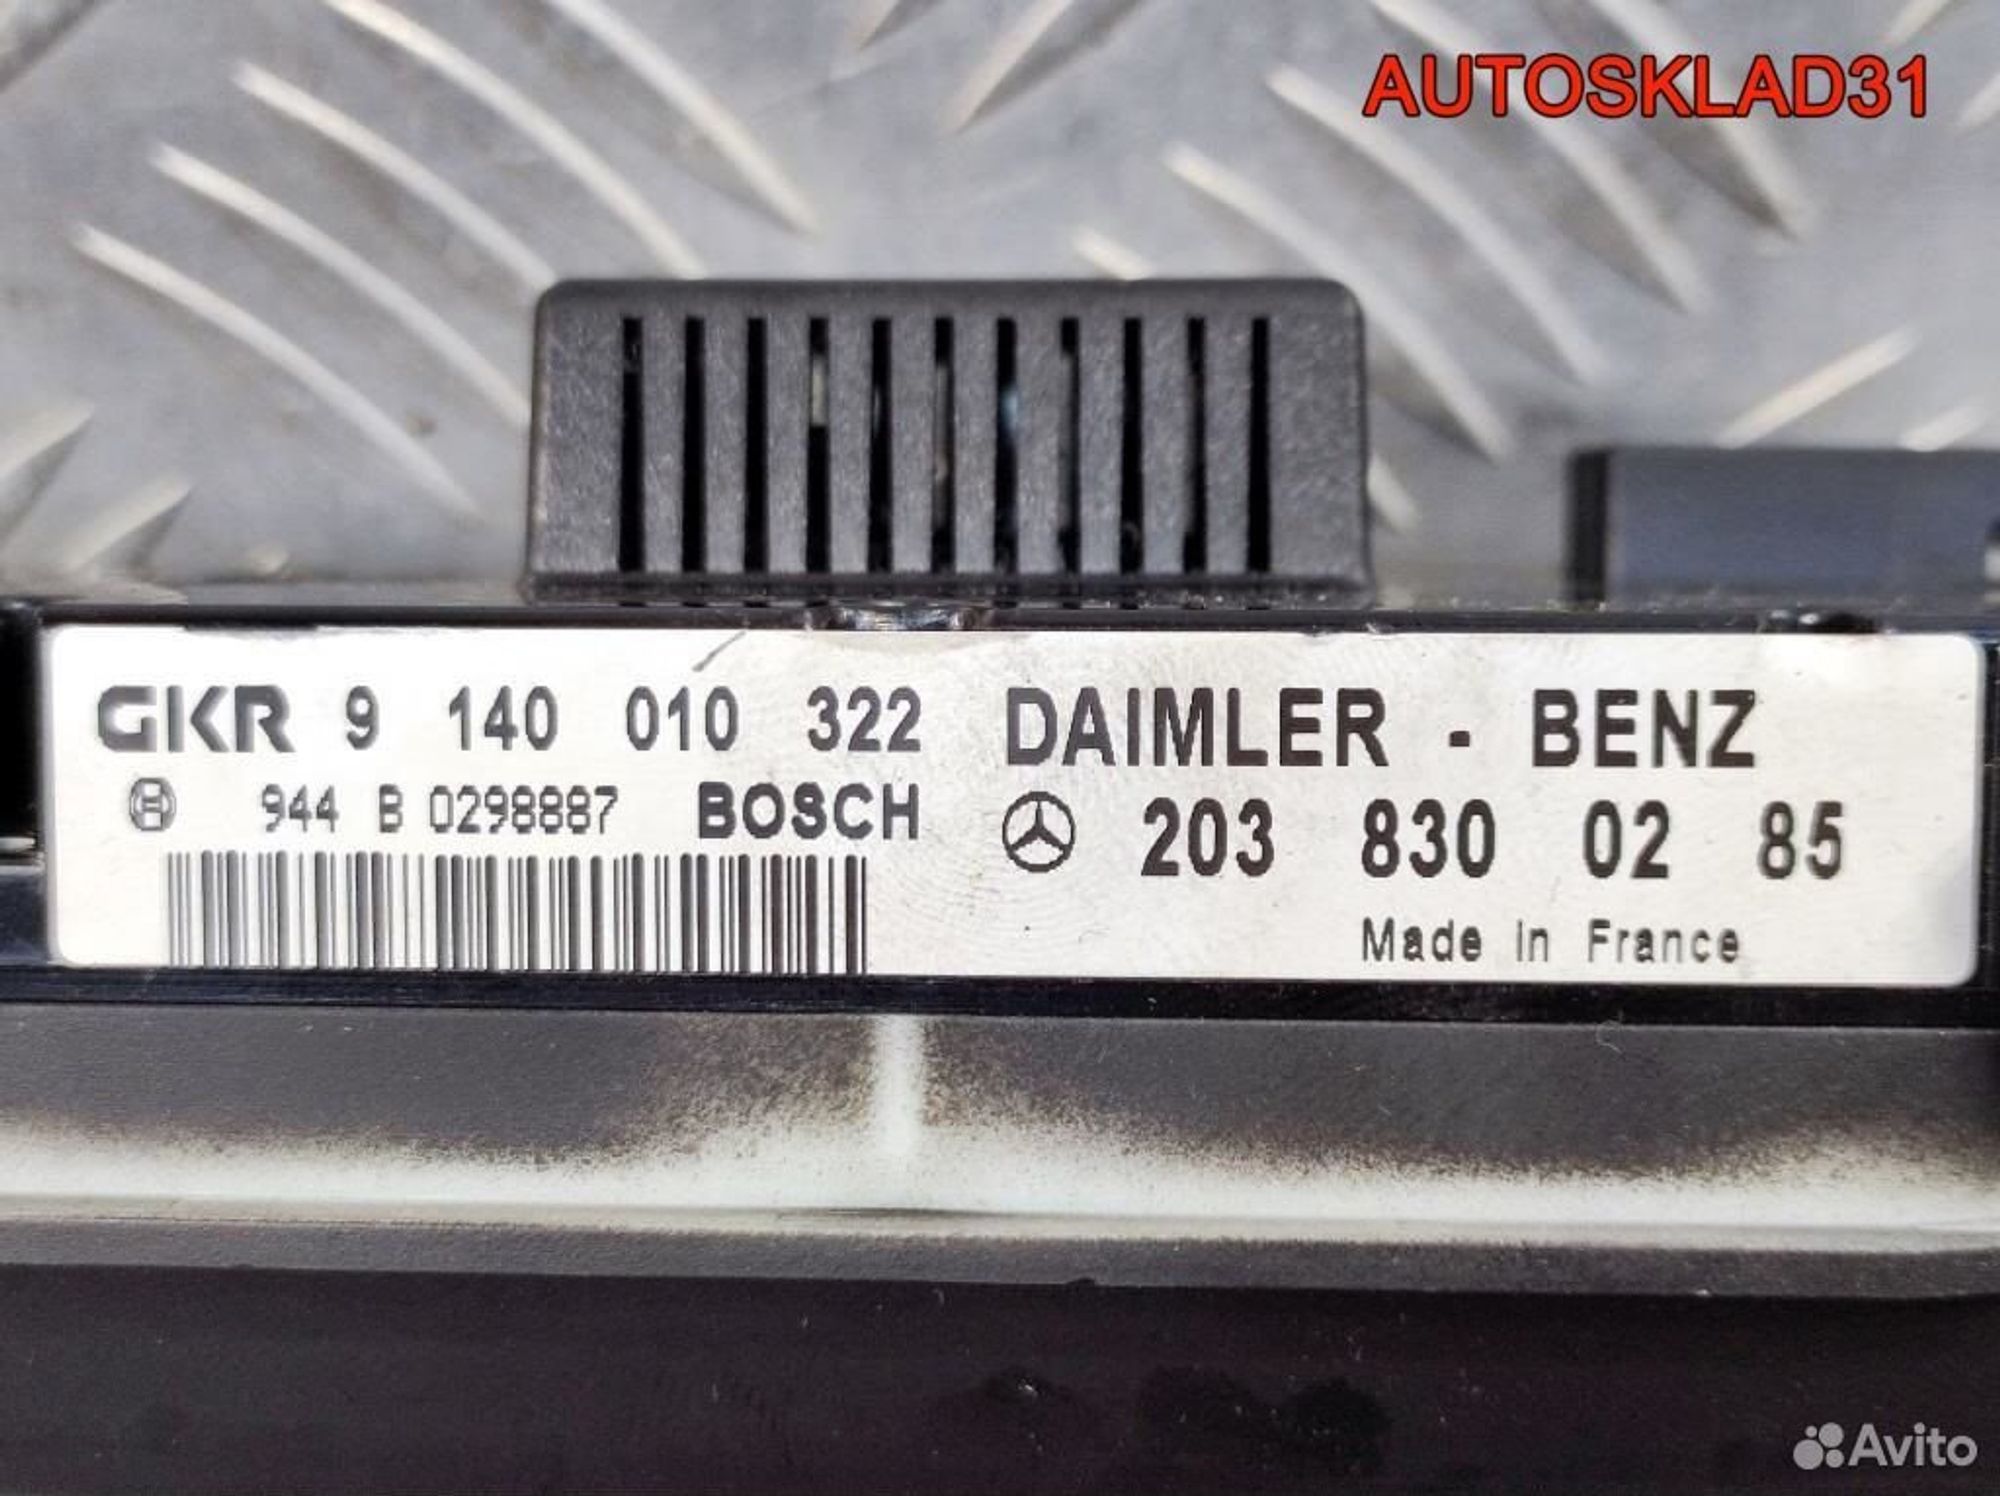 AUTOSKLAD31
GKR 9 140 010 322 DAIMLER - BENZ
944 B 0298887 BOSCH 203 830 02 85
Made in France
Avito